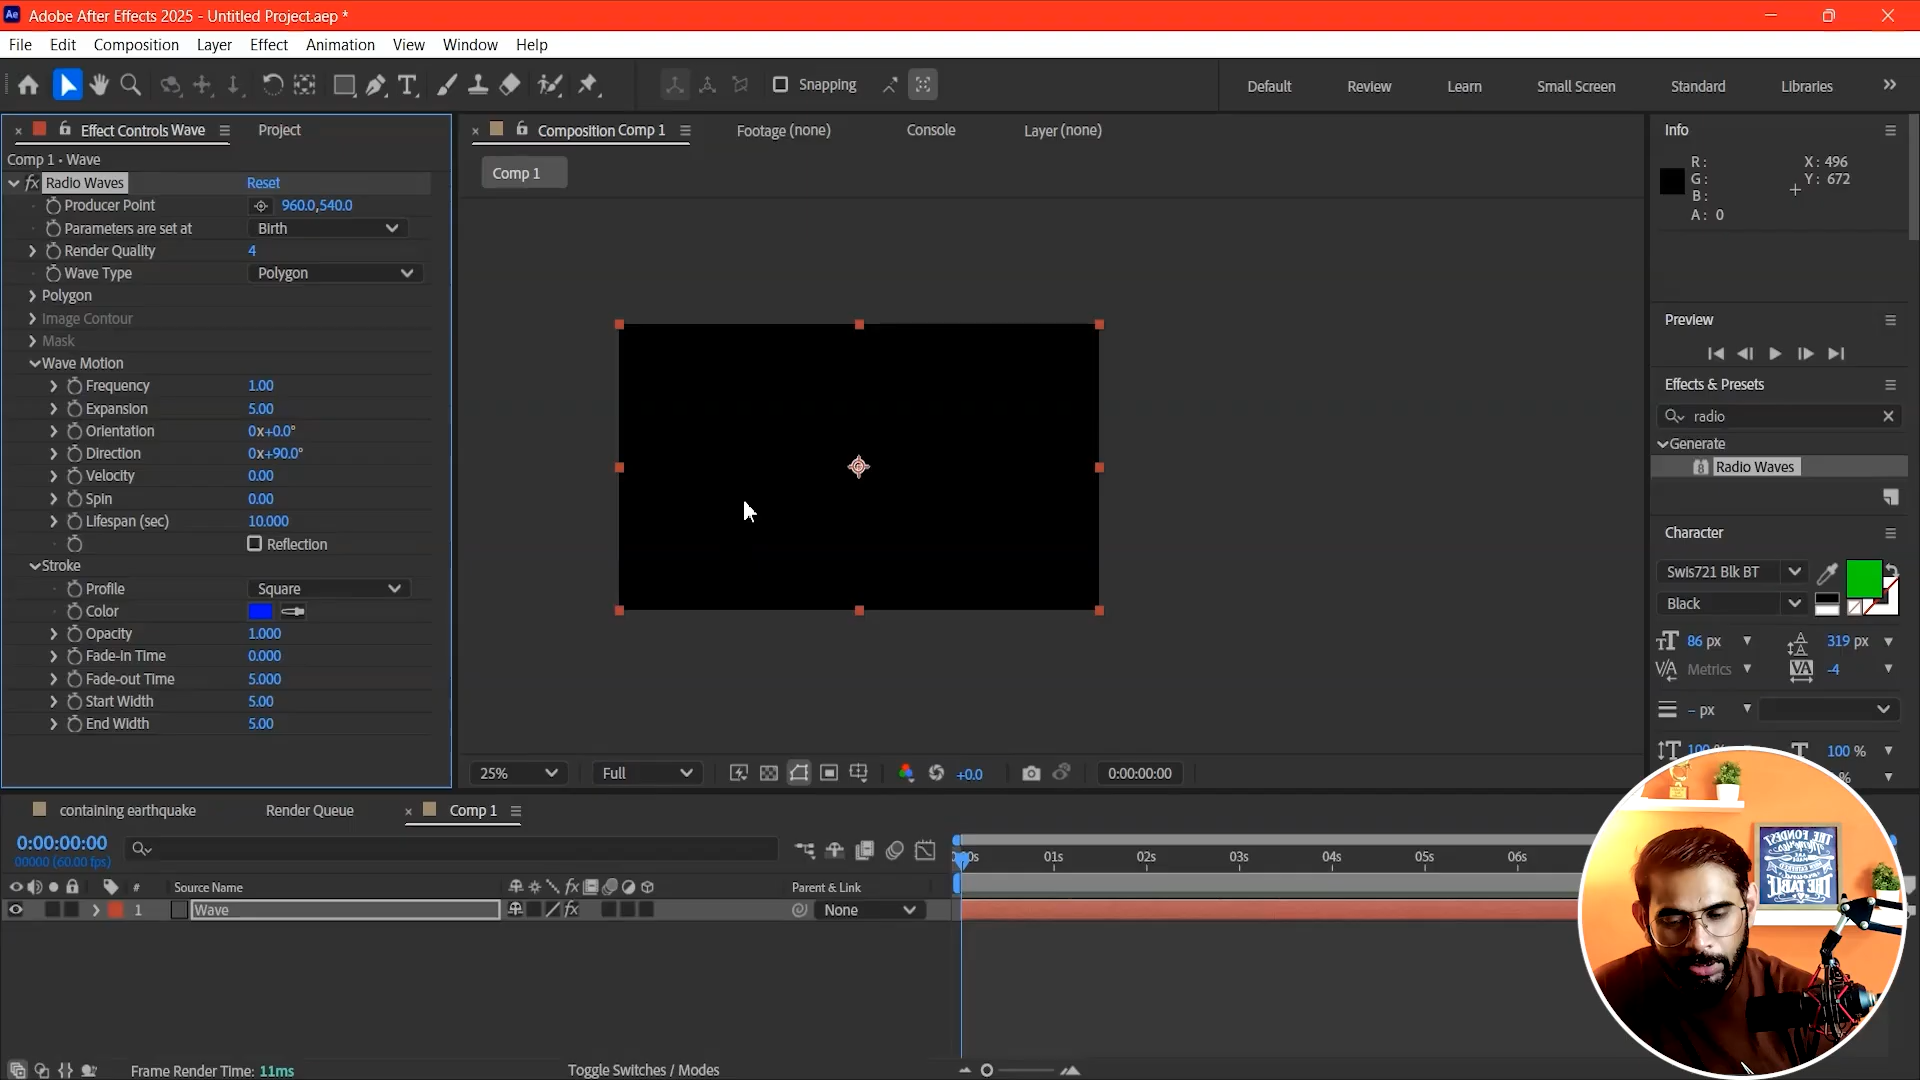 Ae Adobe After Effects 2025 - Untitled Project.aep *
File Edit Composition Layer Effect Animation View Window Help
Snapping Default Review Learn Small Screen Standard Libraries
Effect Controls Wave Project
Comp 1 • Wave
fx Radio Waves Reset
Producer Point 960.0,540.0
Parameters are set at Birth
Render Quality 4
Wave Type Polygon
Polygon
Image Contour
Mask
Wave Motion
Frequency 1.00
Expansion 5.00
Orientation 0x+0.0°
Direction 0x+90.0°
Velocity 0.00
Spin 0.00
Lifespan (sec) 10.000
Reflection
Stroke
Profile Square
Color
Opacity 1.000
Fade-in Time 0.000
Fade-out Time 5.000
Start Width 5.00
End Width 5.00
Composition Comp 1 Footage (none) Console Layer (none)
Comp 1
25% Full +0.0 0:00:00:00
Info
R: X: 496
G: Y: 672
B:
A: 0
Preview
Effects & Presets
radio
Generate
Radio Waves
Character
Swis721 Blk BT
Black
86 px 319 px
Metrics -4
– px
100 % 100 %
%
containing earthquake Render Queue Comp 1
0:00:00:00
00000 (60.00 fps)
01s 02s 03s 04s 05s 06s
# Source Name fx Parent & Link
1 Wave fx None
Frame Render Time: 11ms Toggle Switches / Modes
THE FONDEST
THE TABLE